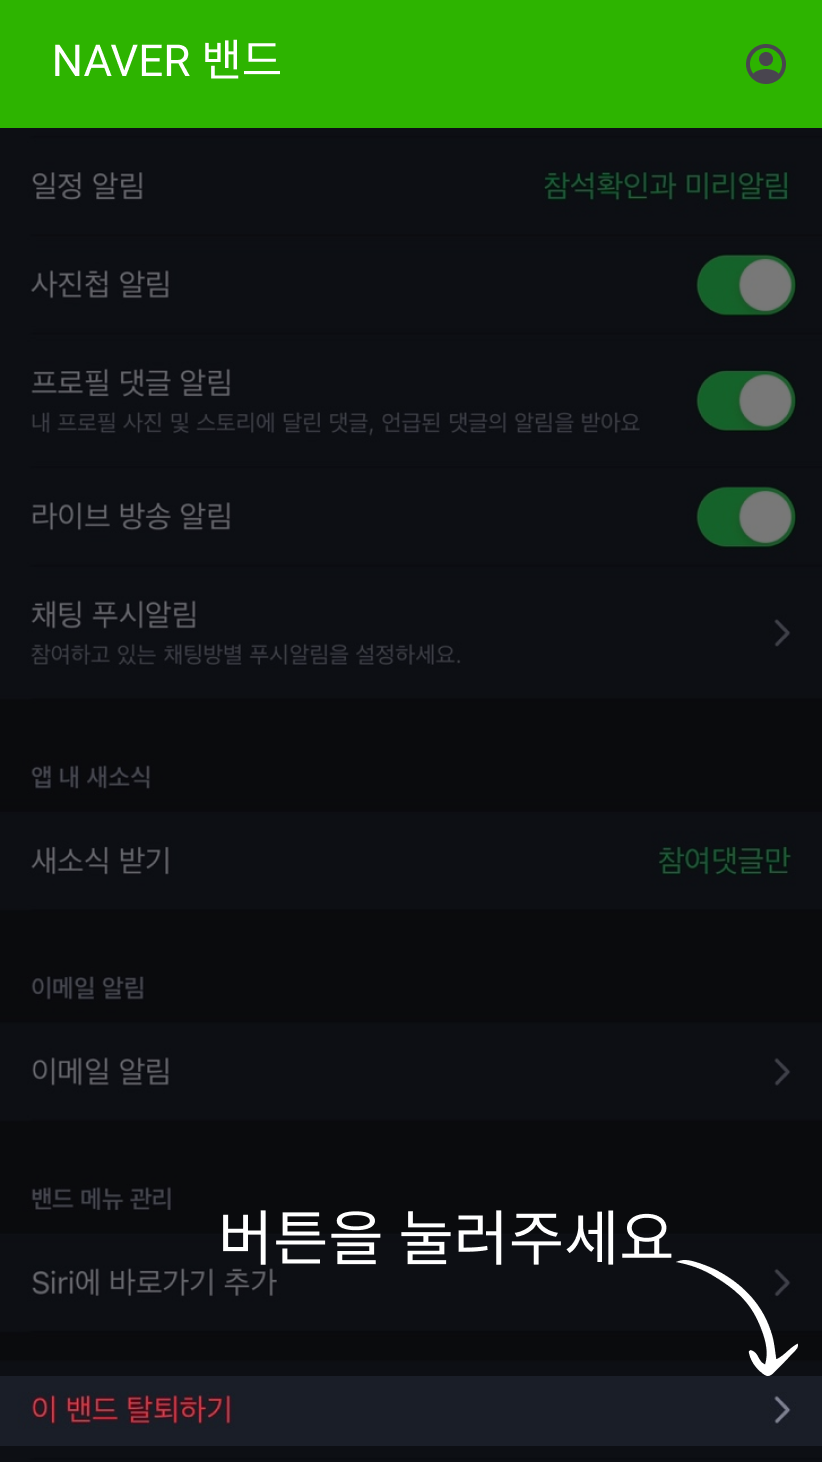 NAVER 밴드
일정 알림 참석확인과 미리알림
사진첩 알림
프로필 댓글 알림
내 프로필 사진 및 스토리에 달린 댓글, 언급된 댓글의 알림을 받아요
라이브 방송 알림
채팅 푸시알림
참여하고 있는 채팅방별 푸시알림을 설정하세요.
앱 내 새소식
새소식 받기 참여댓글만
이메일 알림
이메일 알림
밴드 메뉴 관리
버튼을 눌러주세요
Siri에 바로가기 추가
이 밴드 탈퇴하기